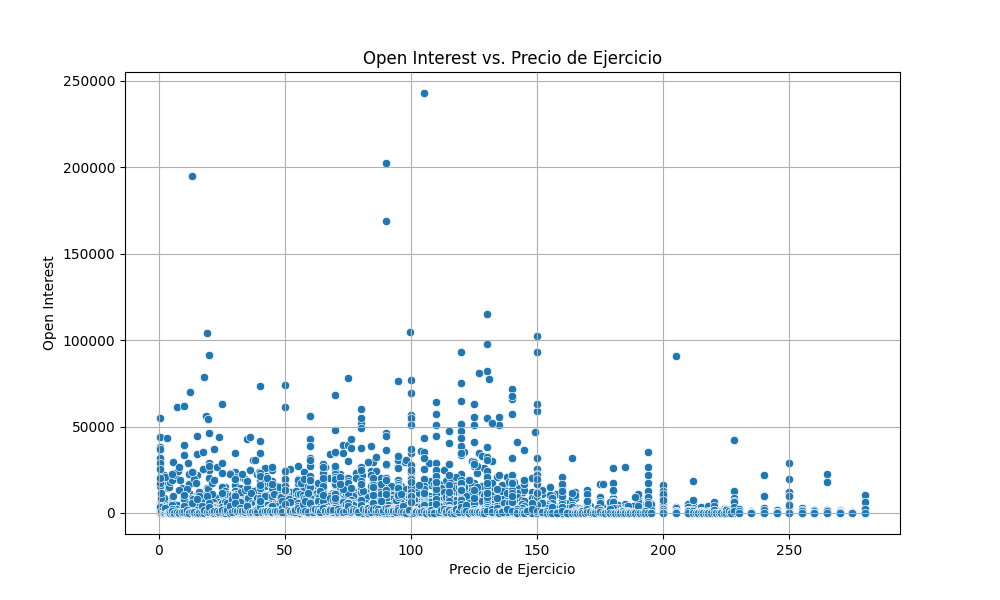 Open Interest vs. Precio de Ejercicio
250000
200000
150000
100000
50000
0
Open Interest
0 50 100 150 200 250
Precio de Ejercicio